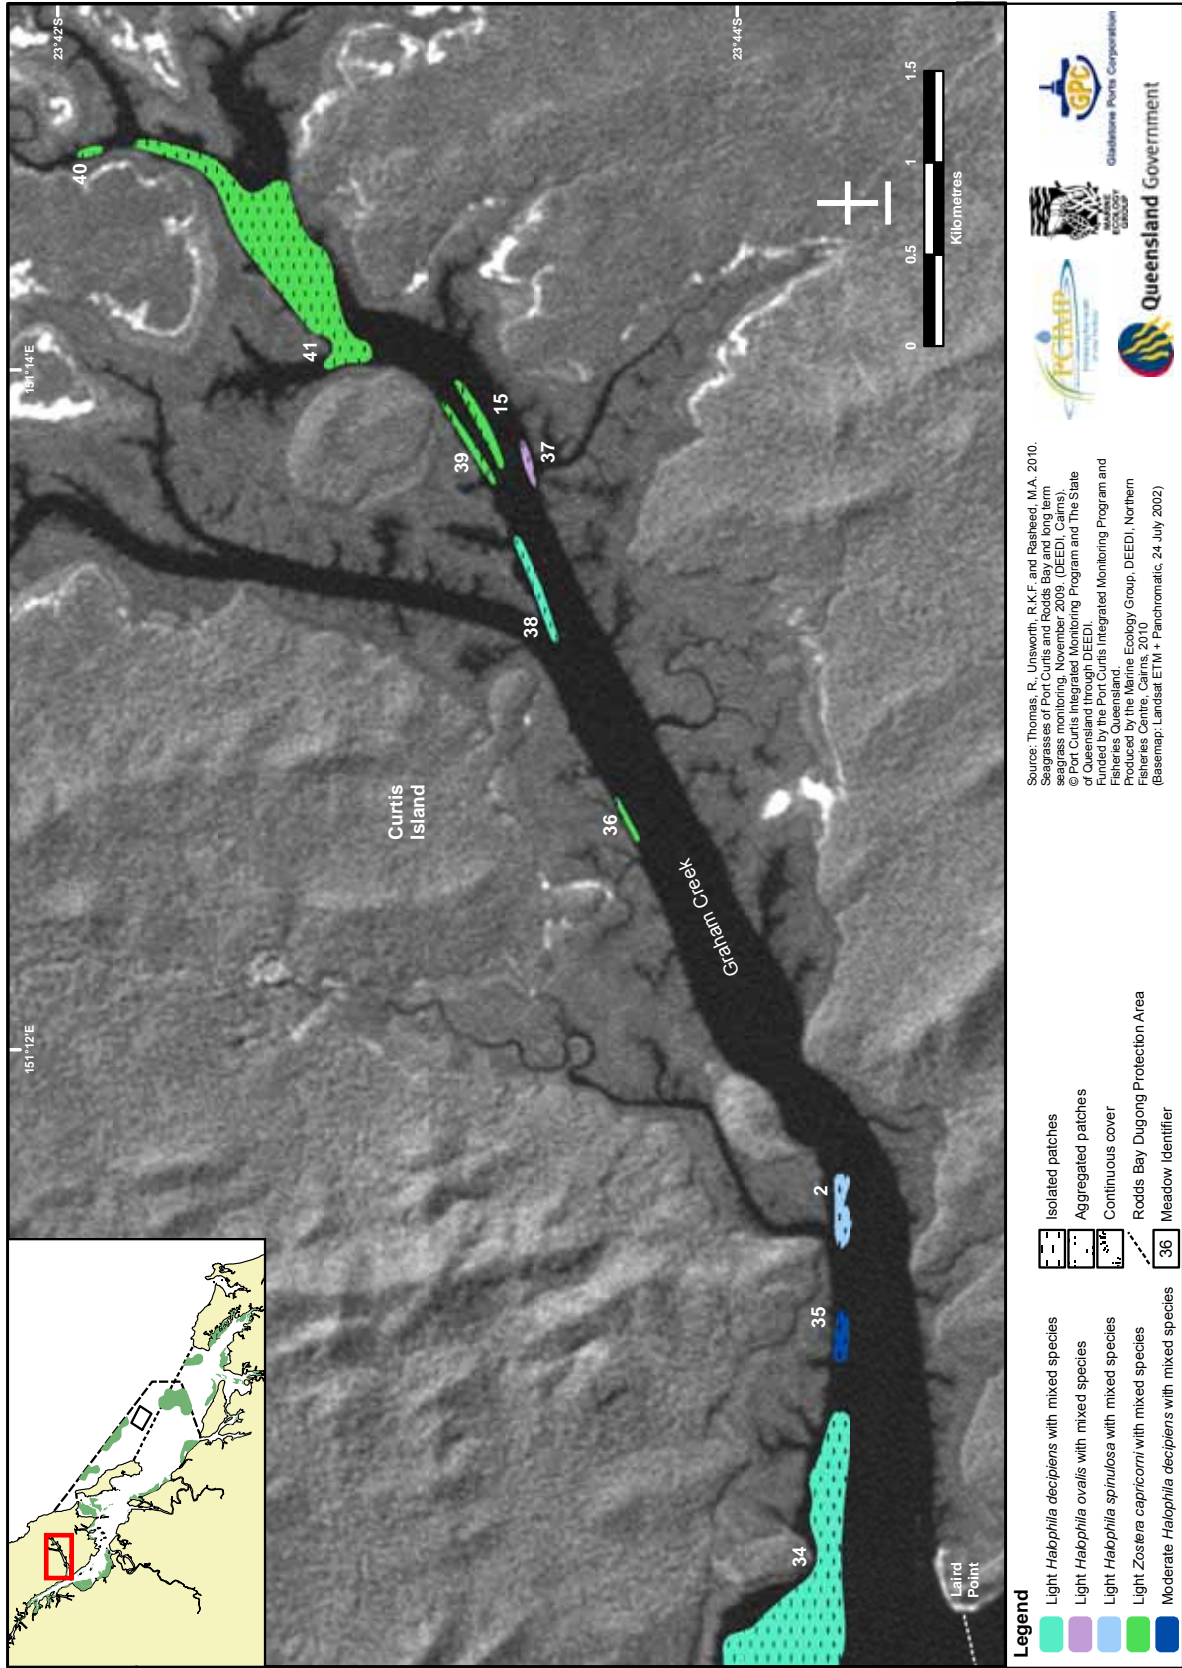 151°12'E
151°14'E
23°42'S
23°44'S
Curtis
Island
Graham Creek
Laird
Point
34
35
2
36
38
39
15
37
41
40
0
0.5
1
1.5
Kilometres
Legend
Light Halophila decipiens with mixed species
Light Halophila ovalis with mixed species
Light Halophila spinulosa with mixed species
Light Zostera capricorni with mixed species
Moderate Halophila decipiens with mixed species
Isolated patches
Aggregated patches
Continuous cover
Rodds Bay Dugong Protection Area
36 Meadow Identifier
Source: Thomas, R., Unsworth, R.K.F. and Rasheed, M.A. 2010.
Seagrasses of Port Curtis and Rodds Bay and long term
seagrass monitoring, November 2009. (DEEDI, Cairns).
© Port Curtis Integrated Monitoring Program and The State
of Queensland through DEEDI.
Funded by the Port Curtis Integrated Monitoring Program and
Fisheries Queensland.
Produced by the Marine Ecology Group, DEEDI, Northern
Fisheries Centre, Cairns, 2010
(Basemap: Landsat ETM + Panchromatic, 24 July 2002)
PCIMP
MARINE
ECOLOGY
GROUP
GPC
Gladstone Ports Corporation
Queensland Government